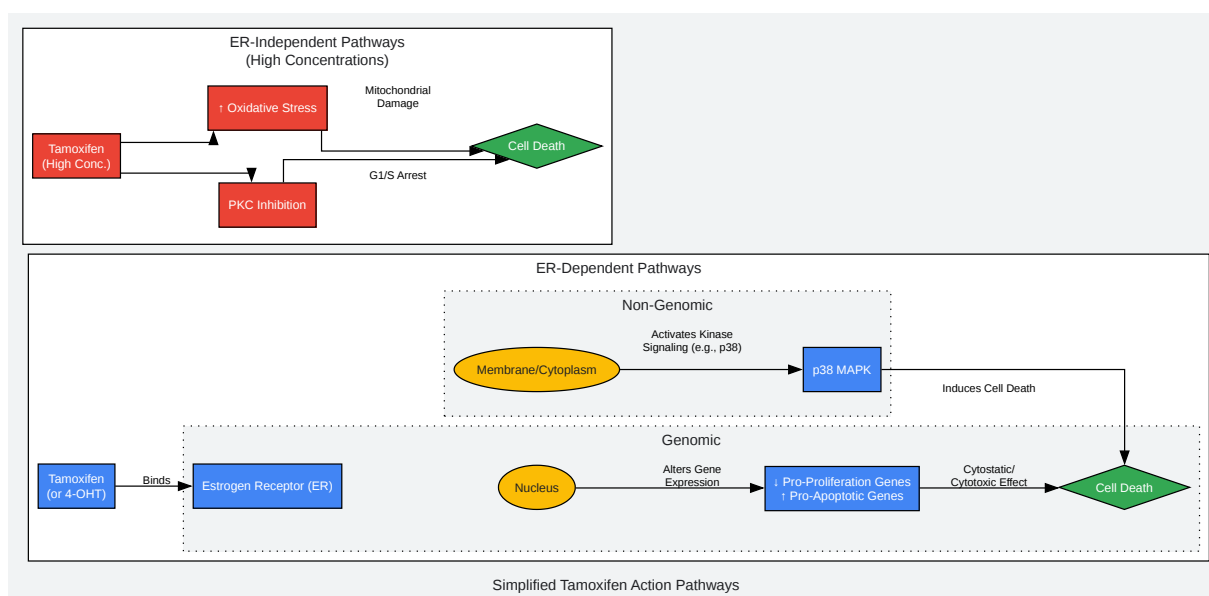 ER-Independent Pathways
(High Concentrations)
Mitochondrial
Damage
↑ Oxidative Stress
Tamoxifen
(High Conc.)
Cell Death
G1/S Arrest
PKC Inhibition
ER-Dependent Pathways
Non-Genomic
Activates Kinase
Signaling (e.g., p38)
Membrane/Cytoplasm
p38 MAPK
Induces Cell Death
Genomic
Tamoxifen
(or 4-OHT)
Binds
Estrogen Receptor (ER)
Nucleus
Alters Gene
Expression
↓ Pro-Proliferation Genes
↑ Pro-Apoptotic Genes
Cytostatic/
Cytotoxic Effect
Cell Death
Simplified Tamoxifen Action Pathways